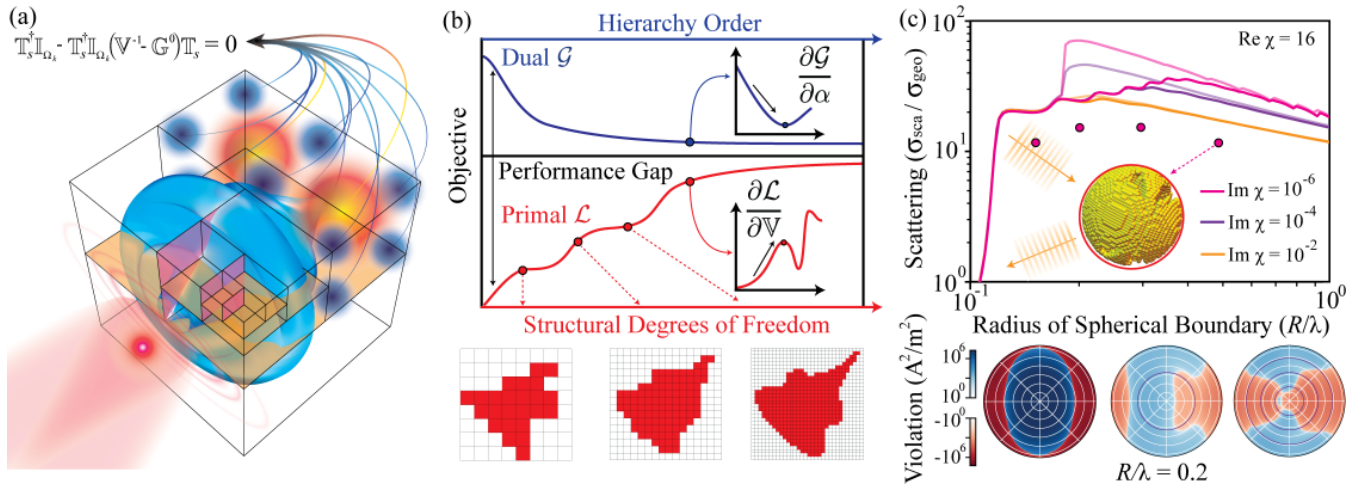 (a)
𝕋ₛ†𝕀_Ωₖ - 𝕋ₛ†𝕀_Ωₖ(𝕍⁻¹ - 𝔾⁰)𝕋ₛ = 0
(b)
Hierarchy Order
Dual 𝒢
∂𝒢
∂α
Objective
Performance Gap
Primal ℒ
∂ℒ
∂𝕍
Structural Degrees of Freedom
(c)
Scattering (σsca / σgeo)
10²
10¹
10⁰
Re χ = 16
Im χ = 10⁻⁶
Im χ = 10⁻⁴
Im χ = 10⁻²
10⁻¹
10⁰
Radius of Spherical Boundary (R/λ)
Violation (A²/m²)
10⁶
10⁰
-10⁰
-10⁶
R/λ = 0.2